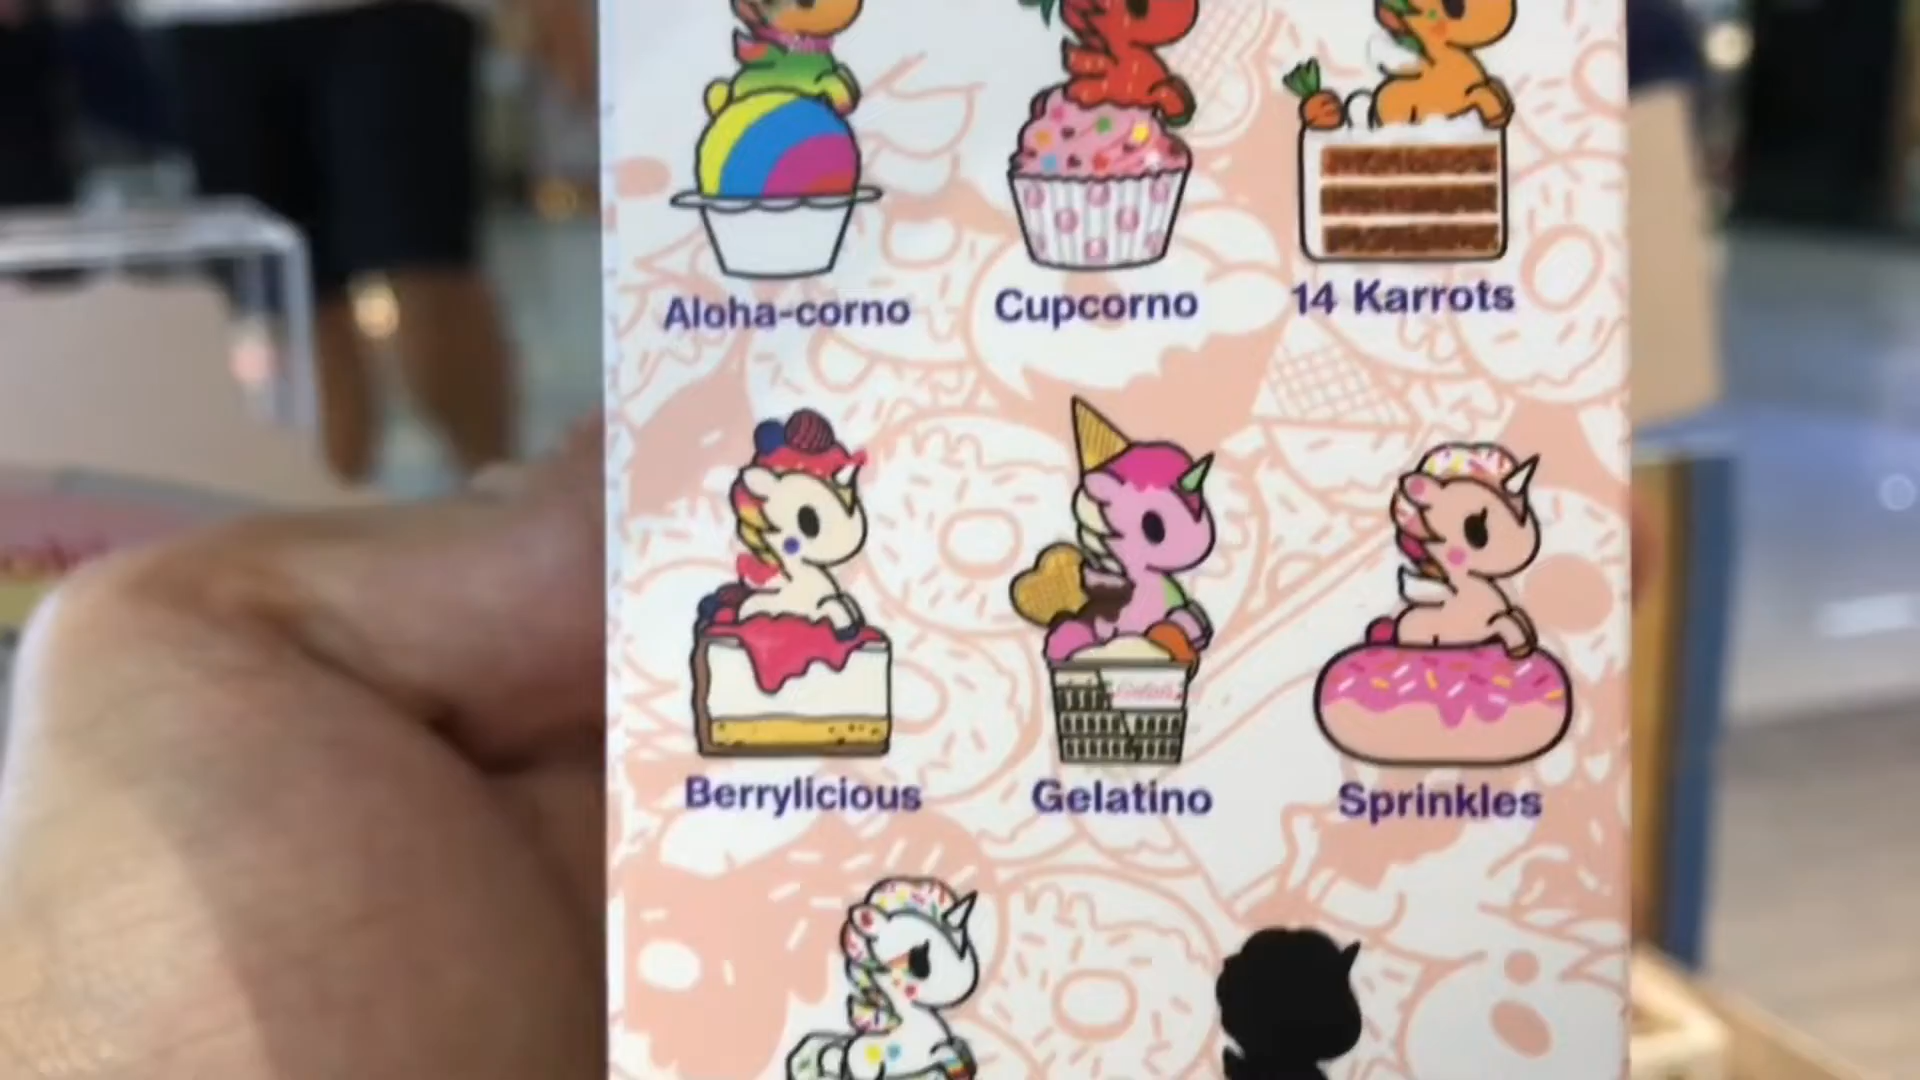 Aloha-corno
Cupcorno
14 Karrots
Berrylicious
Gelatino
Sprinkles